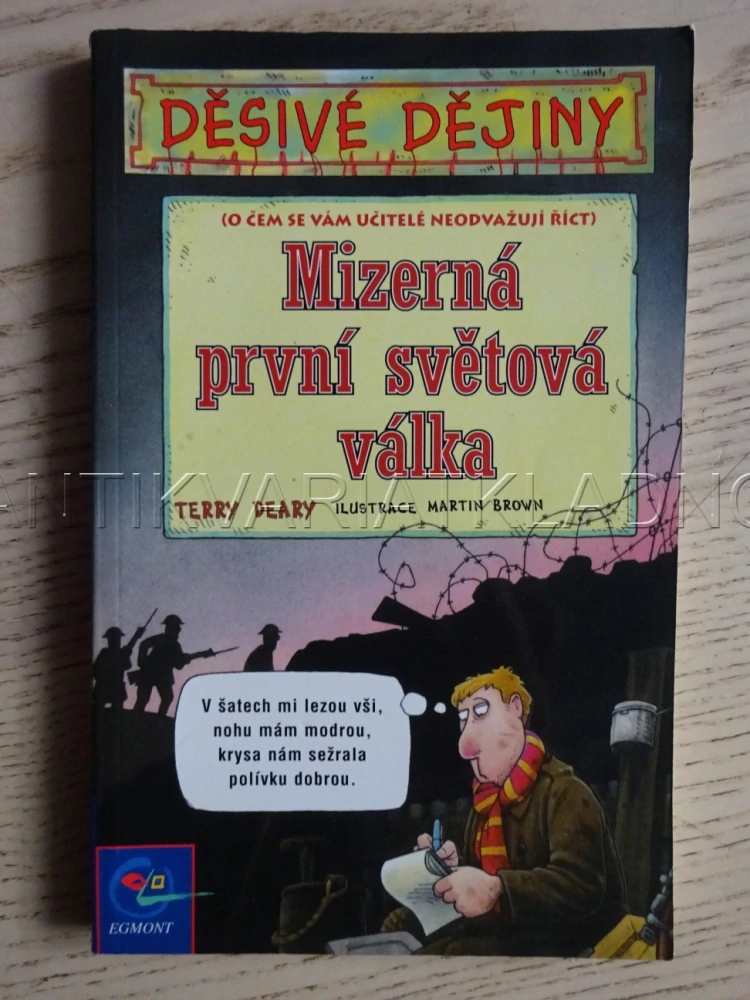 DĚSIVÉ DĚJINY
(O ČEM SE VÁM UČITELÉ NEODVAŽUJÍ ŘÍCT)
Mizerná
první světová
válka
ANTIKVARIATKLADNO
TERRY DEARY ILUSTRACE MARTIN BROWN
V šatech mi lezou vši,
nohu mám modrou,
krysa nám sežrala
polívku dobrou.
EGMONT